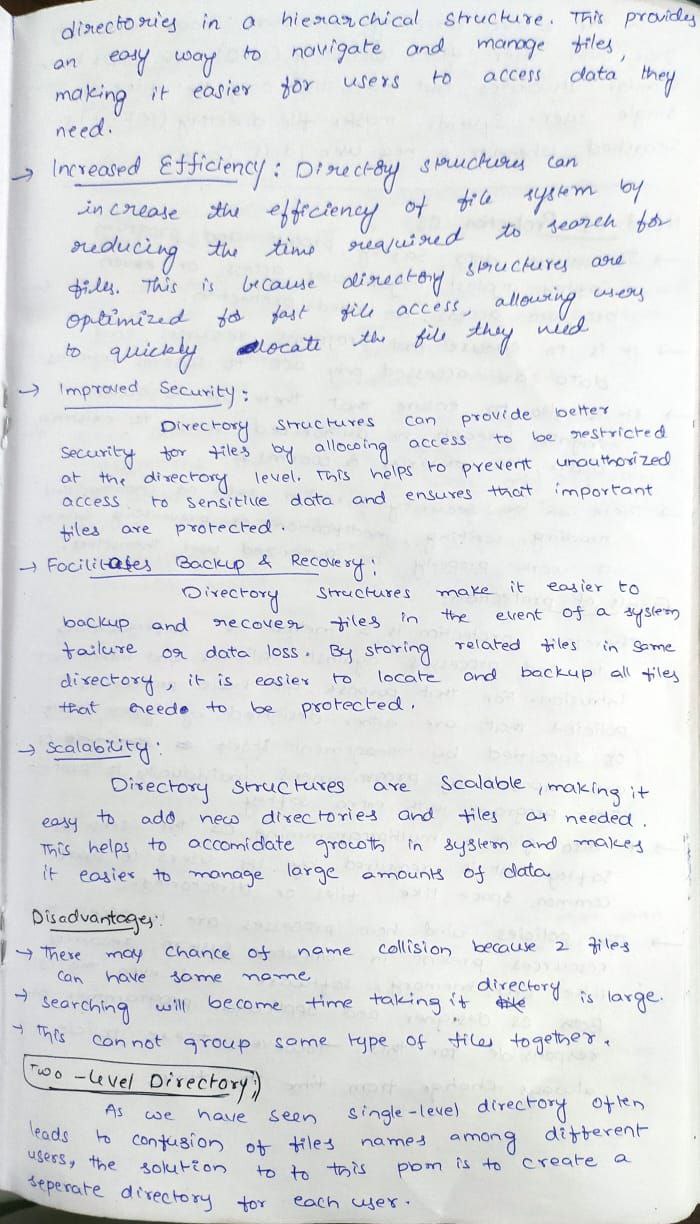 directories in a hierarchical structure. This provides
an easy way to navigate and manage files,
making it easier for users to access data they
need.
→ Increased Efficiency: Directory structures can
increase the efficiency of file system by
reducing the time required to search for
files. This is because directory structures are
optimized for fast file access, allowing users
to quickly locate the file they need
→ Improved Security:
Directory structures can provide better
security for files by allowing access to be restricted
at the directory level. This helps to prevent unauthorized
access to sensitive data and ensures that important
files are protected.
→ Facilitates Backup & Recovery:
Directory structures make it easier to
backup and recover files in the event of a system
failure or data loss. By storing related files in same
directory, it is easier to locate and backup all files
that needs to be protected.
→ Scalability:
Directory structures are scalable, making it
easy to add new directories and files as needed.
This helps to accomidate growth in system and makes
it easier to manage large amounts of data
Disadvantages:
→ There may chance of name collision because 2 files
can have same name
→ searching will become time taking if directory is large.
→ This cannot group same type of files together.
Two-level Directory:
As we have seen single-level directory often
leads to confusion of files names among different
users, the solution to to this pbm is to create a
seperate directory for each user.